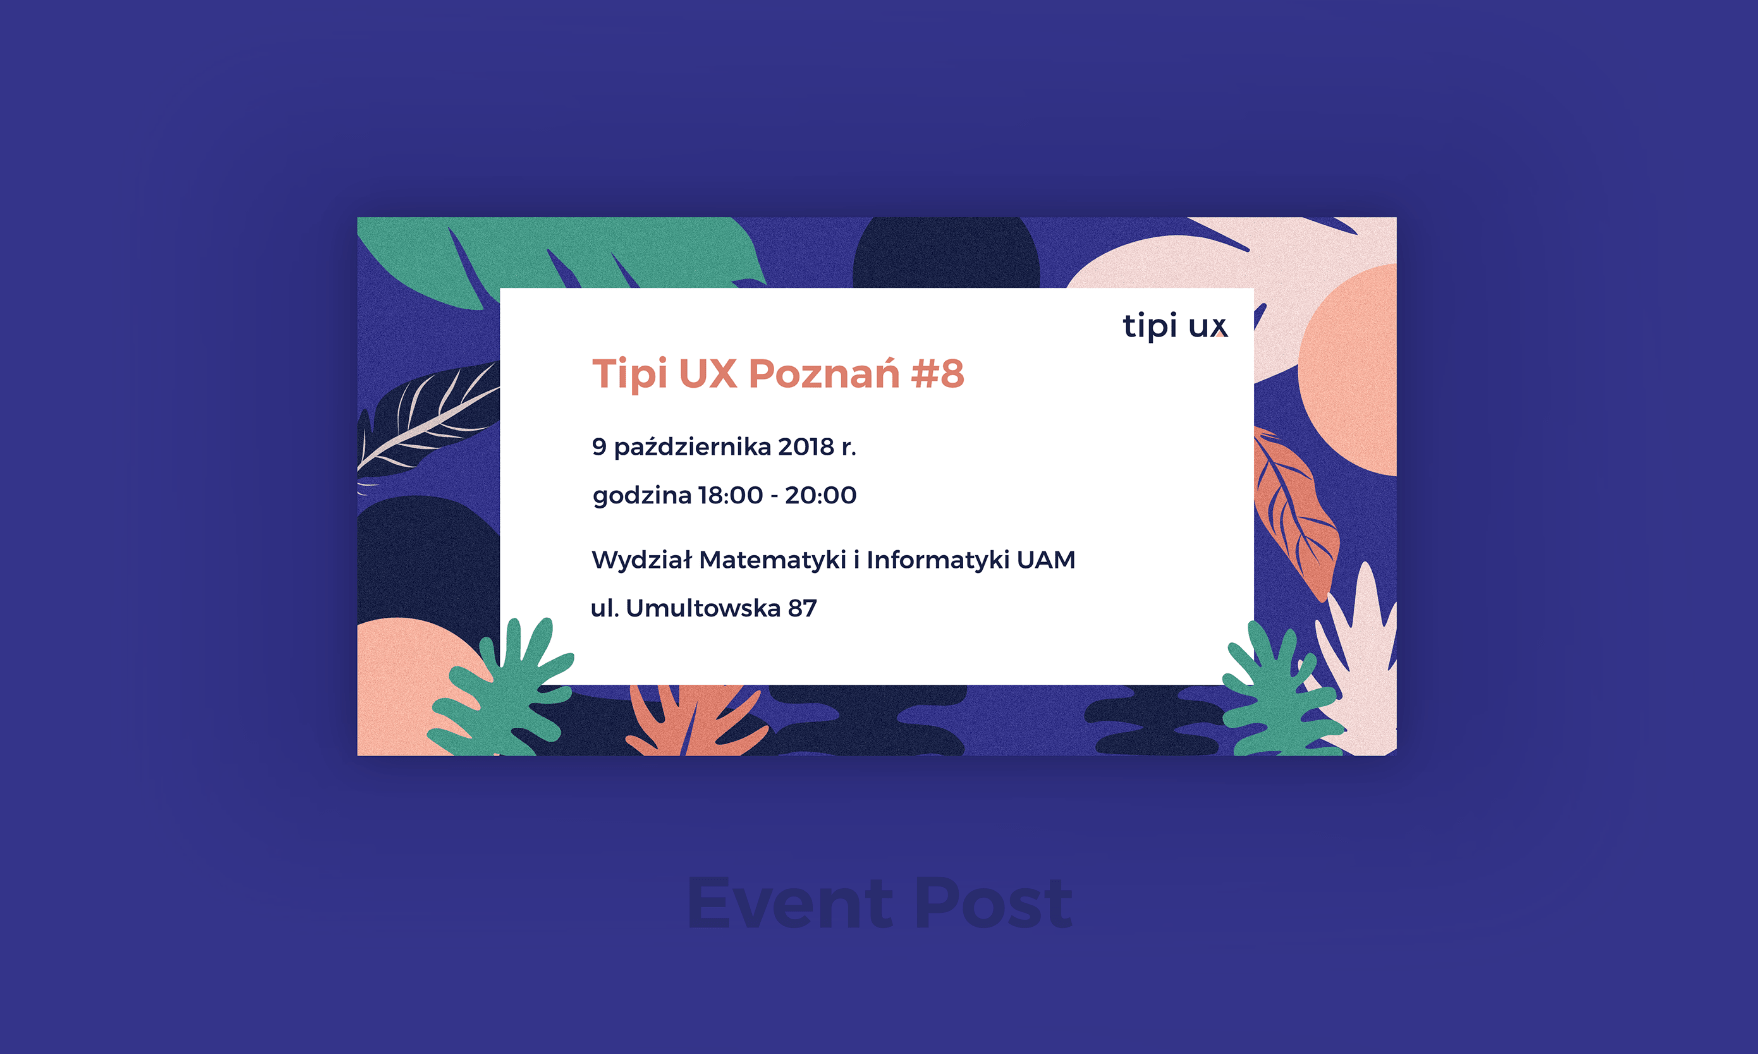 tipi ux
Tipi UX Poznań #8
9 października 2018 r.
godzina 18:00 - 20:00
Wydział Matematyki i Informatyki UAM
ul. Umultowska 87
Event Post